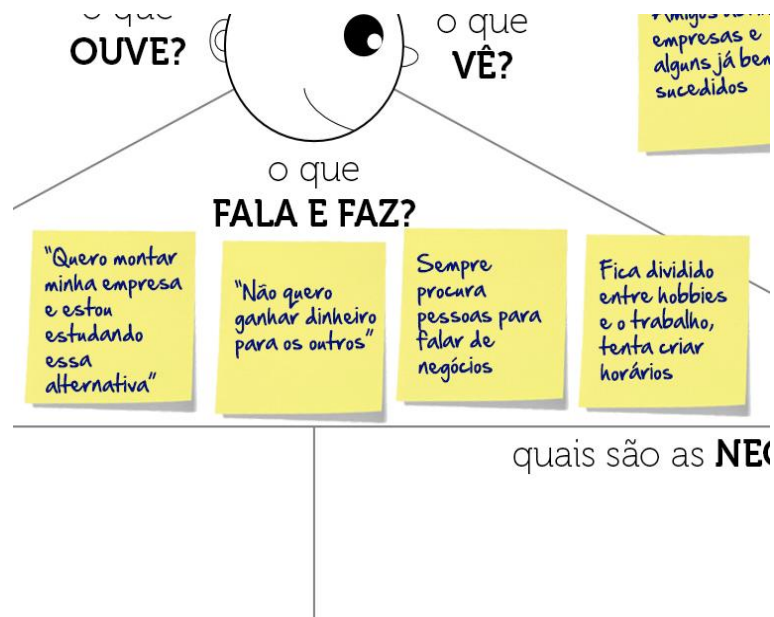 o que
OUVE?
o que
VÊ?
empresas e
alguns já bem
sucedidos
o que
FALA E FAZ?
"Quero montar
minha empresa
e estou
estudando
essa
alternativa"
"Não quero
ganhar dinheiro
para os outros"
Sempre
procura
pessoas para
falar de
negócios
Fica dividido
entre hobbies
e o trabalho,
tenta criar
horários
quais são as